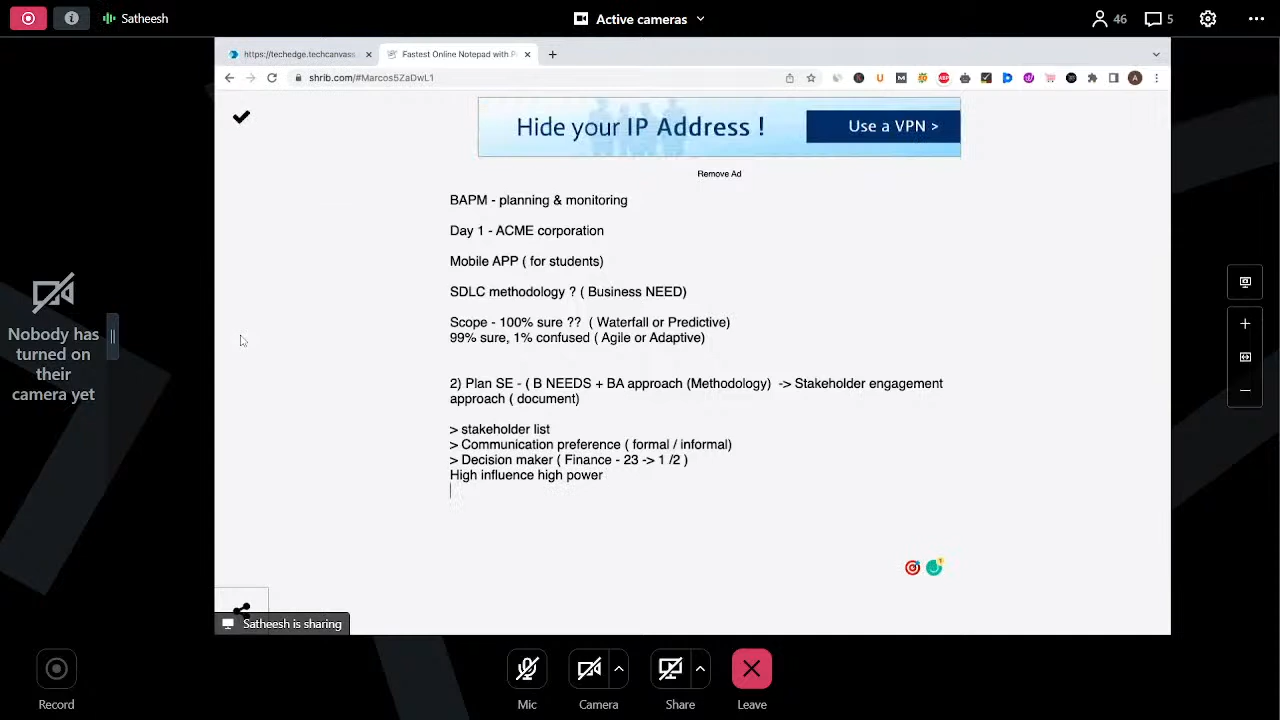 Satheesh
Active cameras
46
5
https://techedge.techcanvass
Fastest Online Notepad with P
shrib.com/#Marcos5ZaDwL1
Hide your IP Address !
Use a VPN >
Remove Ad
BAPM - planning & monitoring
Day 1 - ACME corporation
Mobile APP ( for students)
SDLC methodology ? ( Business NEED)
Scope - 100% sure ?? ( Waterfall or Predictive)
99% sure, 1% confused ( Agile or Adaptive)
2) Plan SE - ( B NEEDS + BA approach (Methodology) -> Stakeholder engagement
approach ( document)
> stakeholder list
> Communication preference ( formal / informal)
> Decision maker ( Finance - 23 -> 1 /2 )
High influence high power
Nobody has
turned on
their
camera yet
Satheesh is sharing
Record
Mic
Camera
Share
Leave